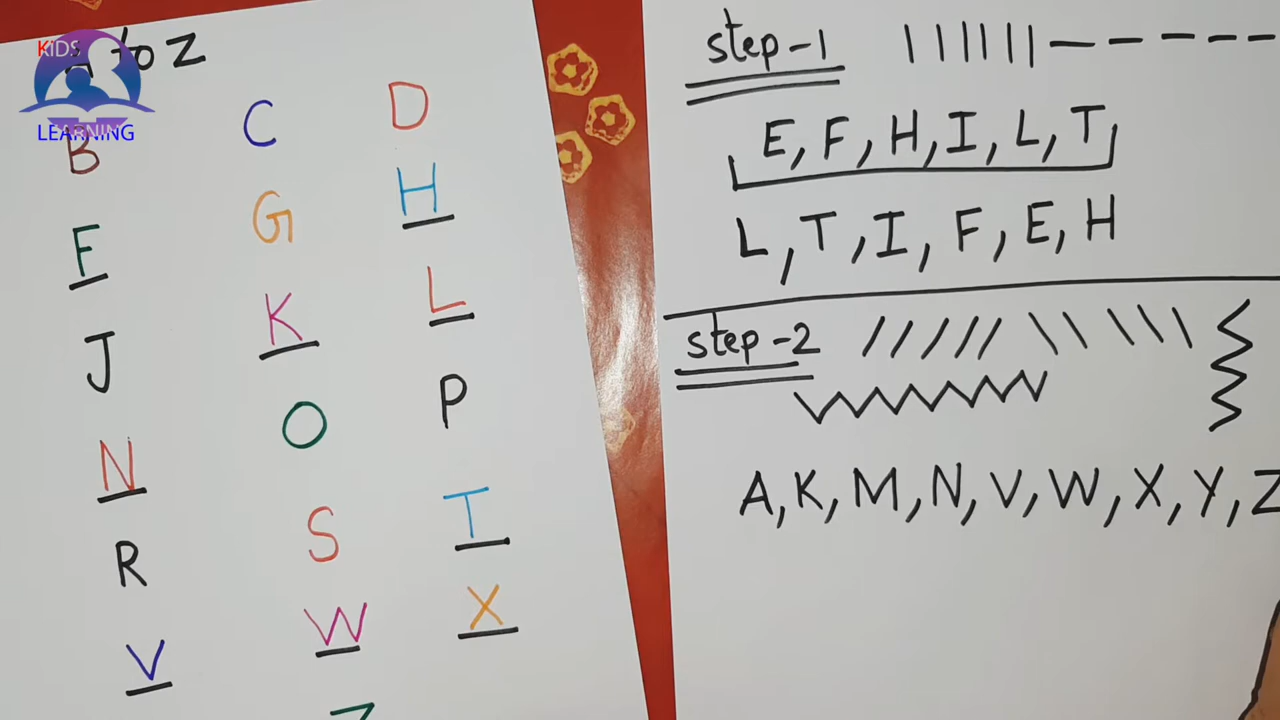 KiDS
LEARNING
A to Z
B C D
F G H
J K L
N O P
R S T
V W X
Z
step-1
E, F, H, I, L, T
L, T, I, F, E, H
step-2
A, K, M, N, V, W, X, Y, Z